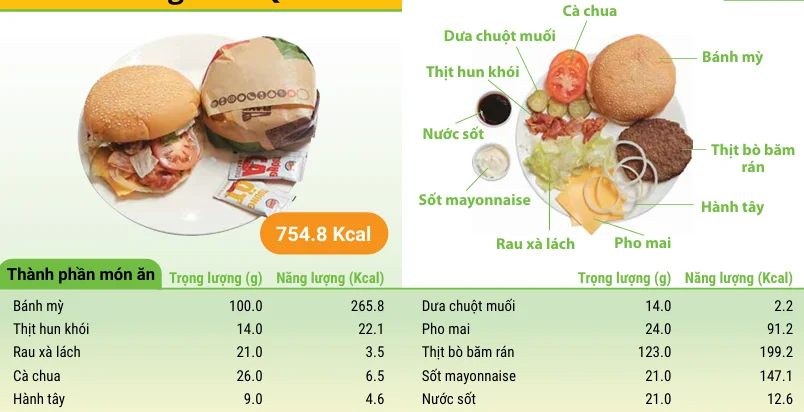 Cà chua
Dưa chuột muối
Bánh mỳ
Thịt hun khói
Nước sốt
Thịt bò băm
rán
Sốt mayonnaise
Hành tây
Rau xà lách
Pho mai
754.8 Kcal
Thành phần món ăn Trọng lượng (g) Năng lượng (Kcal)
Bánh mỳ 100.0 265.8
Thịt hun khói 14.0 22.1
Rau xà lách 21.0 3.5
Cà chua 26.0 6.5
Hành tây 9.0 4.6
Trọng lượng (g) Năng lượng (Kcal)
Dưa chuột muối 14.0 2.2
Pho mai 24.0 91.2
Thịt bò băm rán 123.0 199.2
Sốt mayonnaise 21.0 147.1
Nước sốt 21.0 12.6